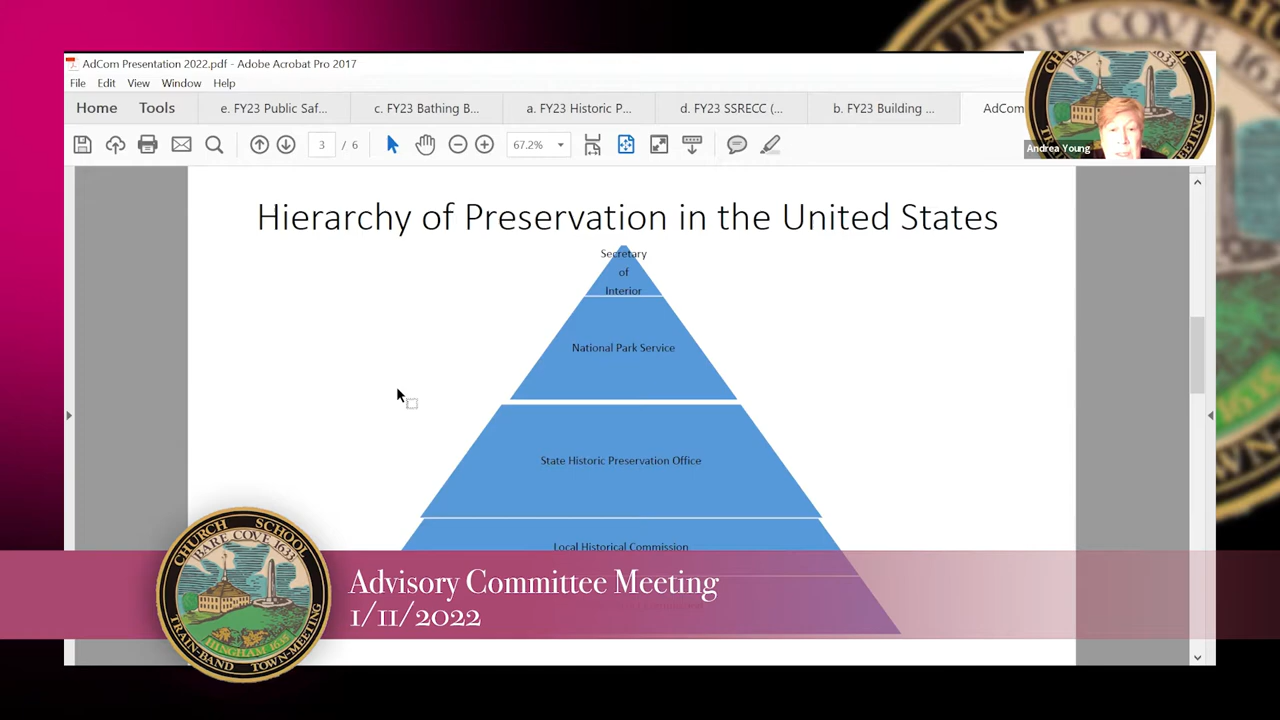 AdCom Presentation 2022.pdf - Adobe Acrobat Pro 2017
File Edit View Window Help
Home Tools e. FY23 Public Saf... c. FY23 Bathing B... a. FY23 Historic P... d. FY23 SSRECC (... b. FY23 Building ... AdCom
3 / 6 67.2%
Andrea Young
Hierarchy of Preservation in the United States
Secretary
of
Interior
National Park Service
State Historic Preservation Office
Local Historical Commission
Advisory Committee Meeting
1/11/2022
CHURCH SCHOOL
BARE COVE 1633
HINGHAM 1635
TRAIN-BAND TOWN-MEETING